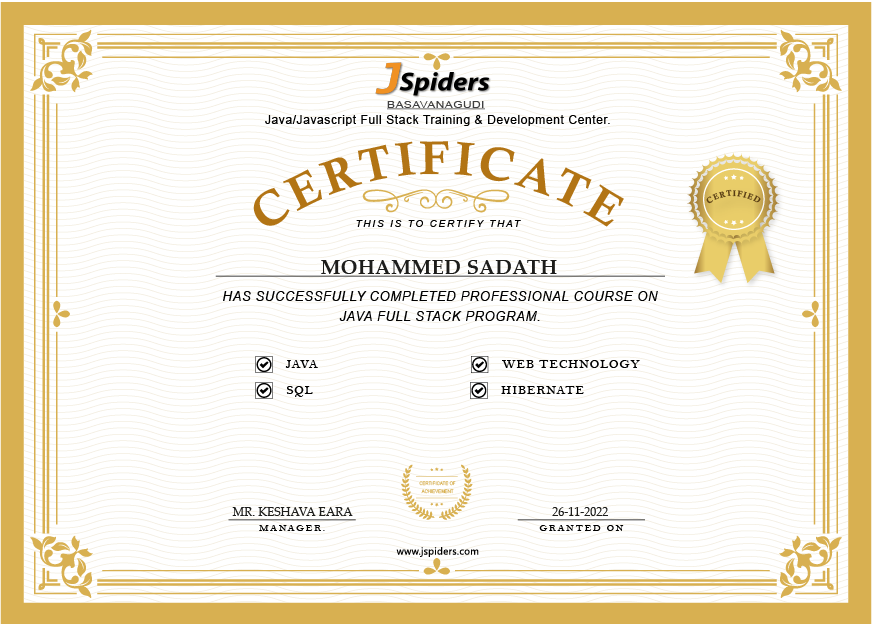 JSpiders
BASAVANAGUDI
Java/Javascript Full Stack Training & Development Center.
CERTIFICATE
CERTIFIED
THIS IS TO CERTIFY THAT
MOHAMMED SADATH
HAS SUCCESSFULLY COMPLETED PROFESSIONAL COURSE ON
JAVA FULL STACK PROGRAM.
JAVA
WEB TECHNOLOGY
SQL
HIBERNATE
CERTIFICATE OF
ACHIEVEMENT
MR. KESHAVA EARA
MANAGER.
26-11-2022
GRANTED ON
www.jspiders.com